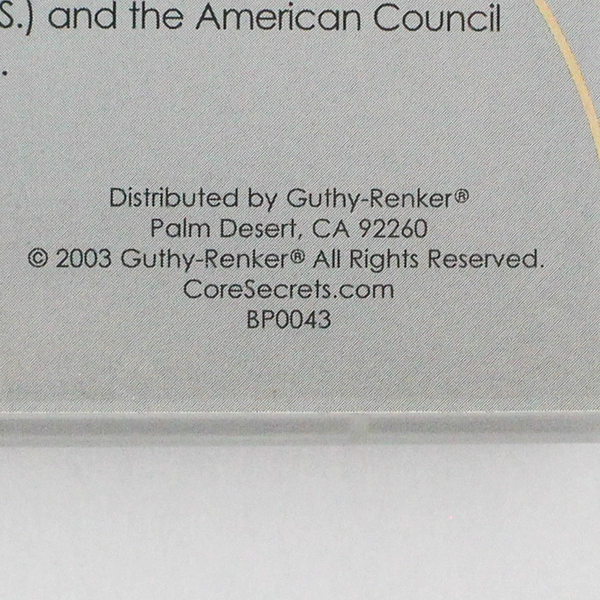 S.) and the American Council
.
Distributed by Guthy-Renker®
Palm Desert, CA 92260
© 2003 Guthy-Renker® All Rights Reserved.
CoreSecrets.com
BP0043